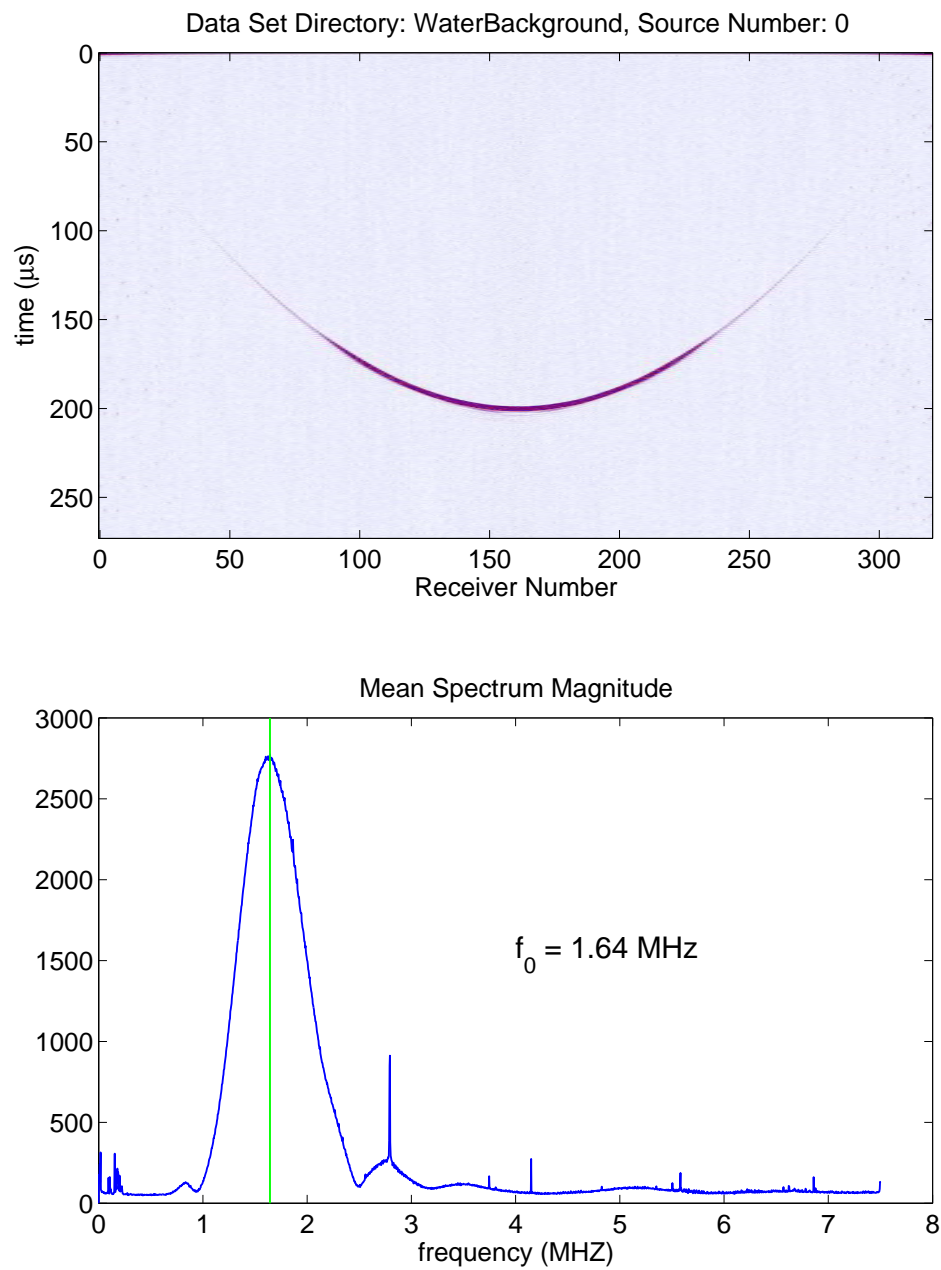 Data Set Directory: WaterBackground, Source Number: 0
0
50
100
150
200
250
time (μs)
0 50 100 150 200 250 300
Receiver Number
Mean Spectrum Magnitude
3000
2500
2000
1500
1000
500
0
f_0 = 1.64 MHz
0 1 2 3 4 5 6 7 8
frequency (MHZ)